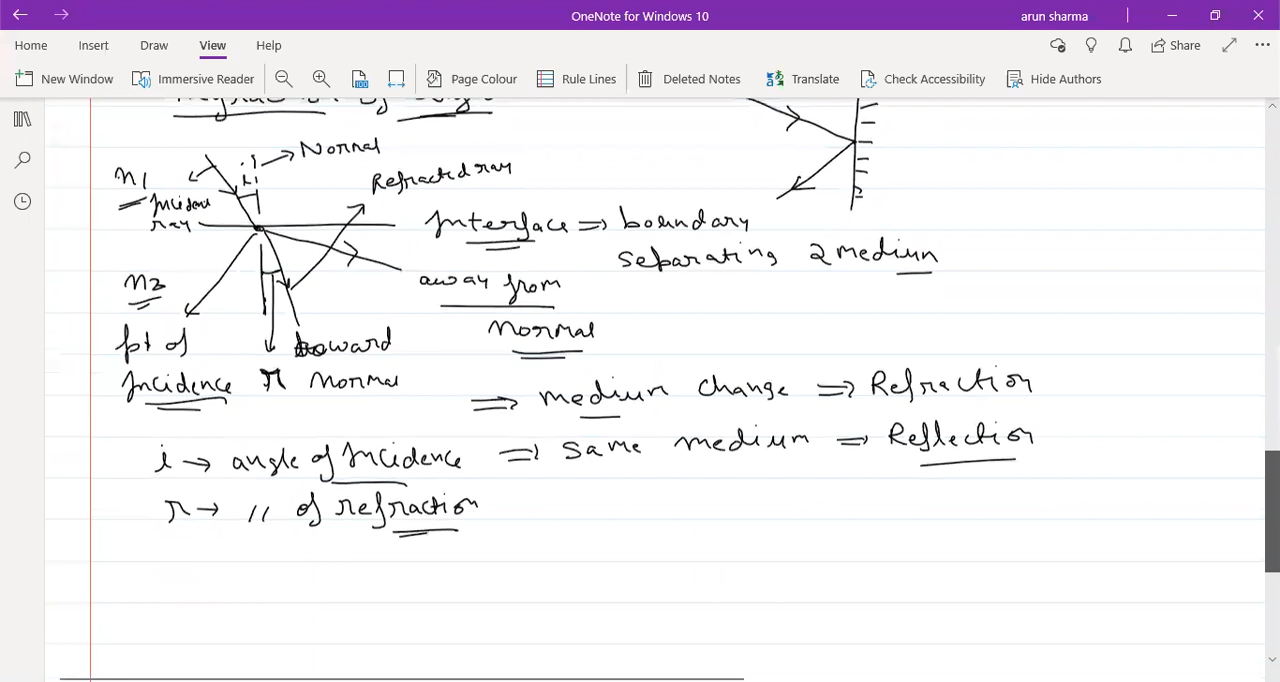 OneNote for Windows 10
arun sharma
Home Insert Draw View Help
Share
New Window Immersive Reader Page Colour Rule Lines Deleted Notes Translate Check Accessibility Hide Authors
Refraction of Light
Normal
n1
Refracted ray
Incident
ray
Interface => boundary
separating 2 medium
n2
away from
Normal
pt of
Incidence
toward
r Normal
=> medium change => Refraction
=> Same medium => Reflection
i → angle of Incidence
r → // of refraction